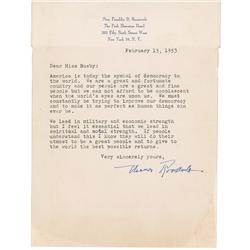 Mrs. Franklin D. Roosevelt
The Park Sheraton Hotel
202 Fifty Sixth Street West
New York 19, N. Y.
February 13, 1953
Dear Miss Busby:
America is today the symbol of democracy to
the world. We are a great and fortunate
country and our people are a great and fine
people but we can not afford to be complacent
when the world's eyes are upon us. We must
constantly be trying to improve our democracy
and to make it as perfect as human beings can
ever be.
We lead in military and economic strength
but I feel it essential that we lead in
spiritual and moral strength. If people
understand this I know they will do their
utmost to be a great people and to give to
the world the best possible returns.
Very sincerely yours,
Eleanor Roosevelt